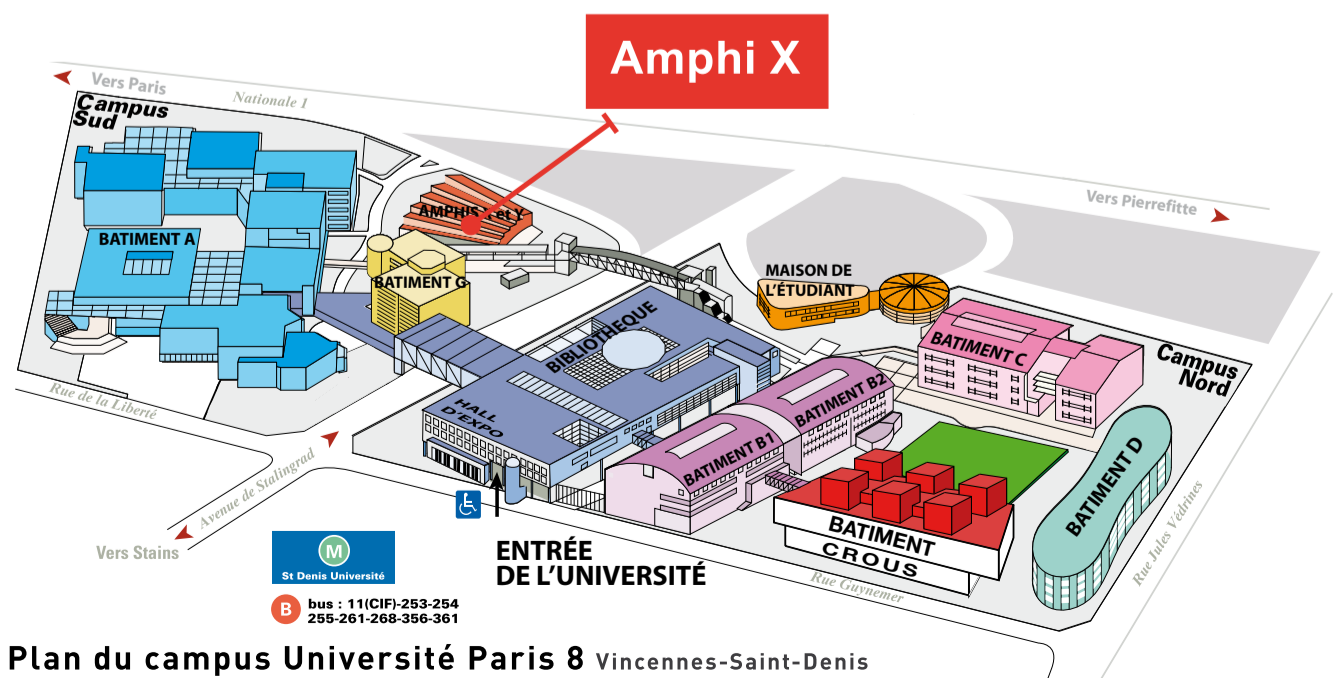 Amphi X
Vers Paris
Nationale I
Campus
Sud
Vers Pierrefitte
AMPHIS X et Y
BATIMENT A
BATIMENT G
MAISON DE
L’ÉTUDIANT
BIBLIOTHEQUE
BATIMENT C
Campus
Nord
HALL
D'EXPO
BATIMENT B2
BATIMENT B1
BATIMENT D
Rue de la Liberté
Avenue de Stalingrad
Vers Stains
BATIMENT
CROUS
Rue Jules Védrines
Rue Guynemer
ENTRÉE
DE L’UNIVERSITÉ
M
St Denis Université
B bus : 11(CIF)-253-254
255-261-268-356-361
Plan du campus Université Paris 8 Vincennes-Saint-Denis